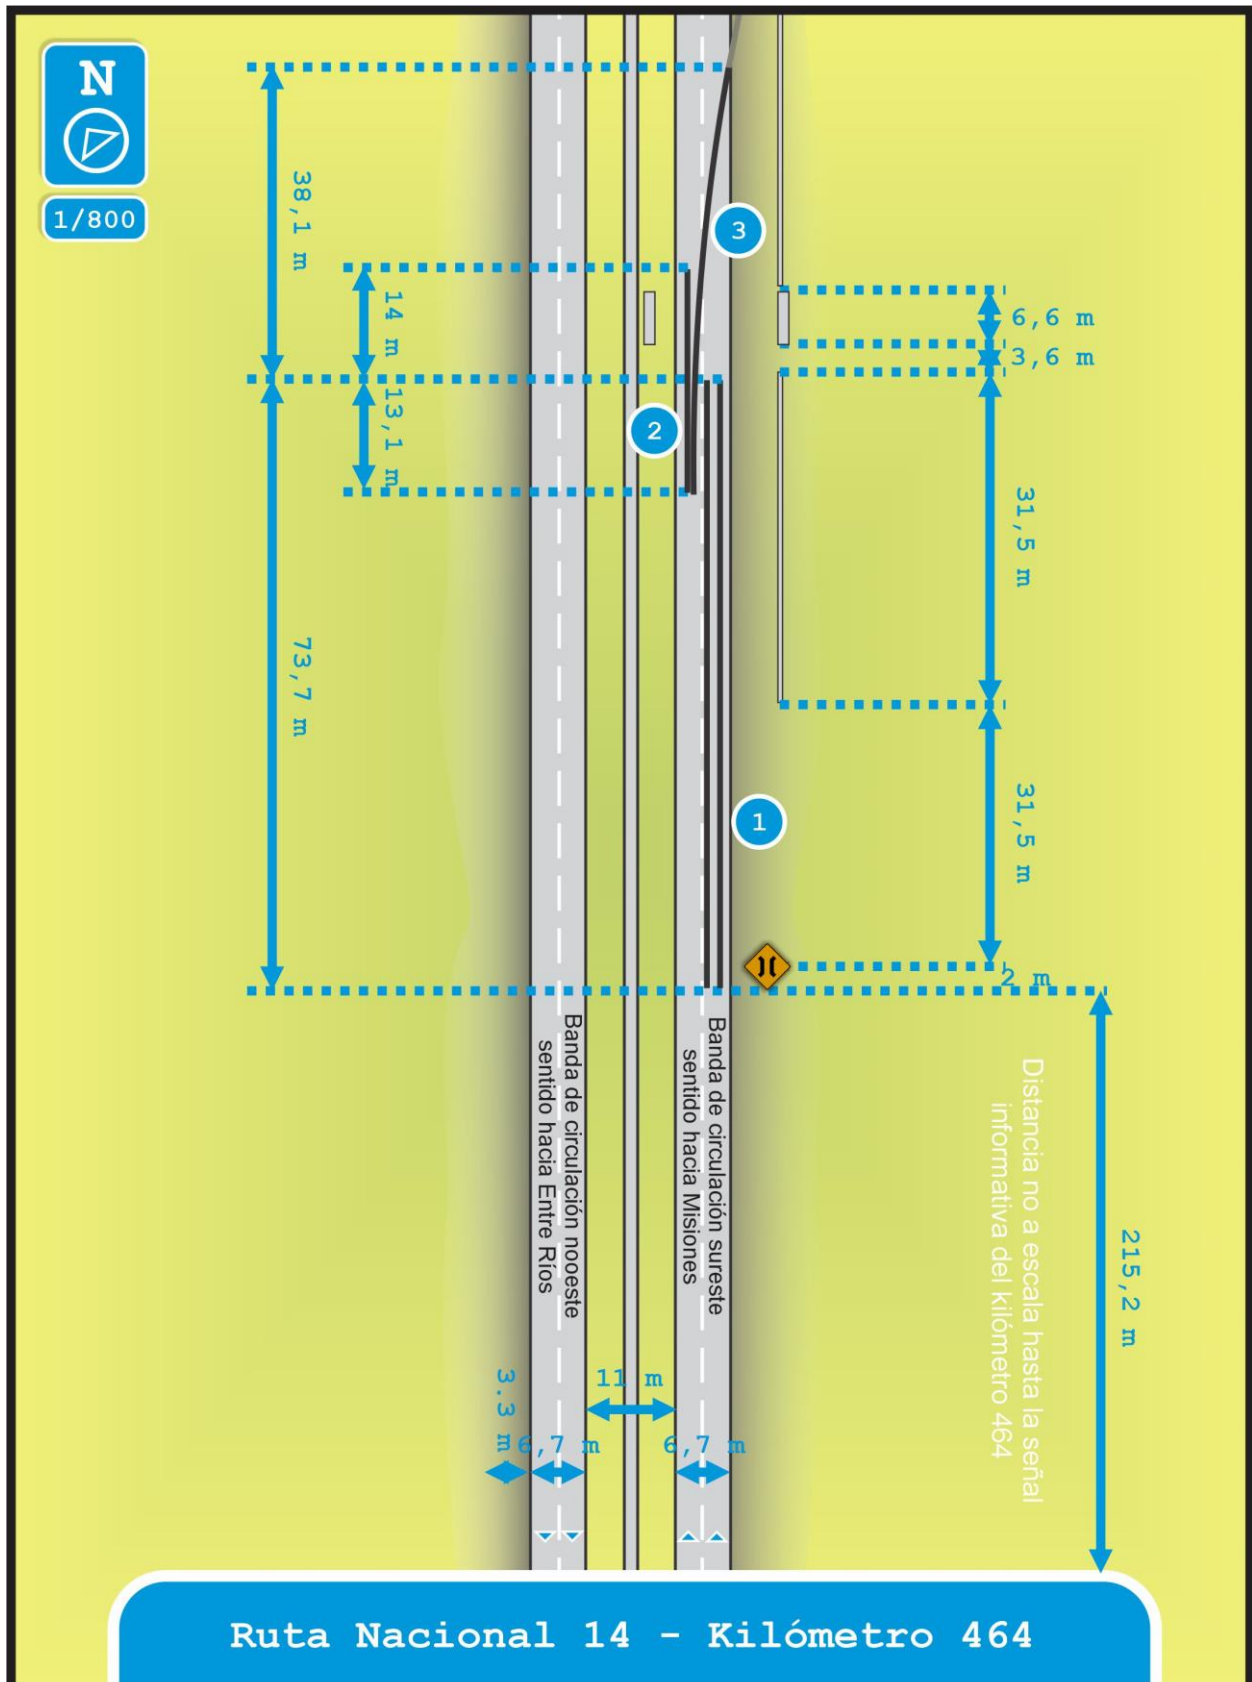 N
1/800
38,1 m
14 m
13,1 m
73,7 m
3
2
1
6,6 m
3,6 m
31,5 m
31,5 m
2 m
215,2 m
Distancia no a escala hasta la señal
informativa del kilómetro 464
Banda de circulación nooeste
sentido hacia Entre Ríos
Banda de circulación sureste
sentido hacia Misiones
11 m
3.3 m
6,7 m
6,7 m
Ruta Nacional 14 - Kilómetro 464